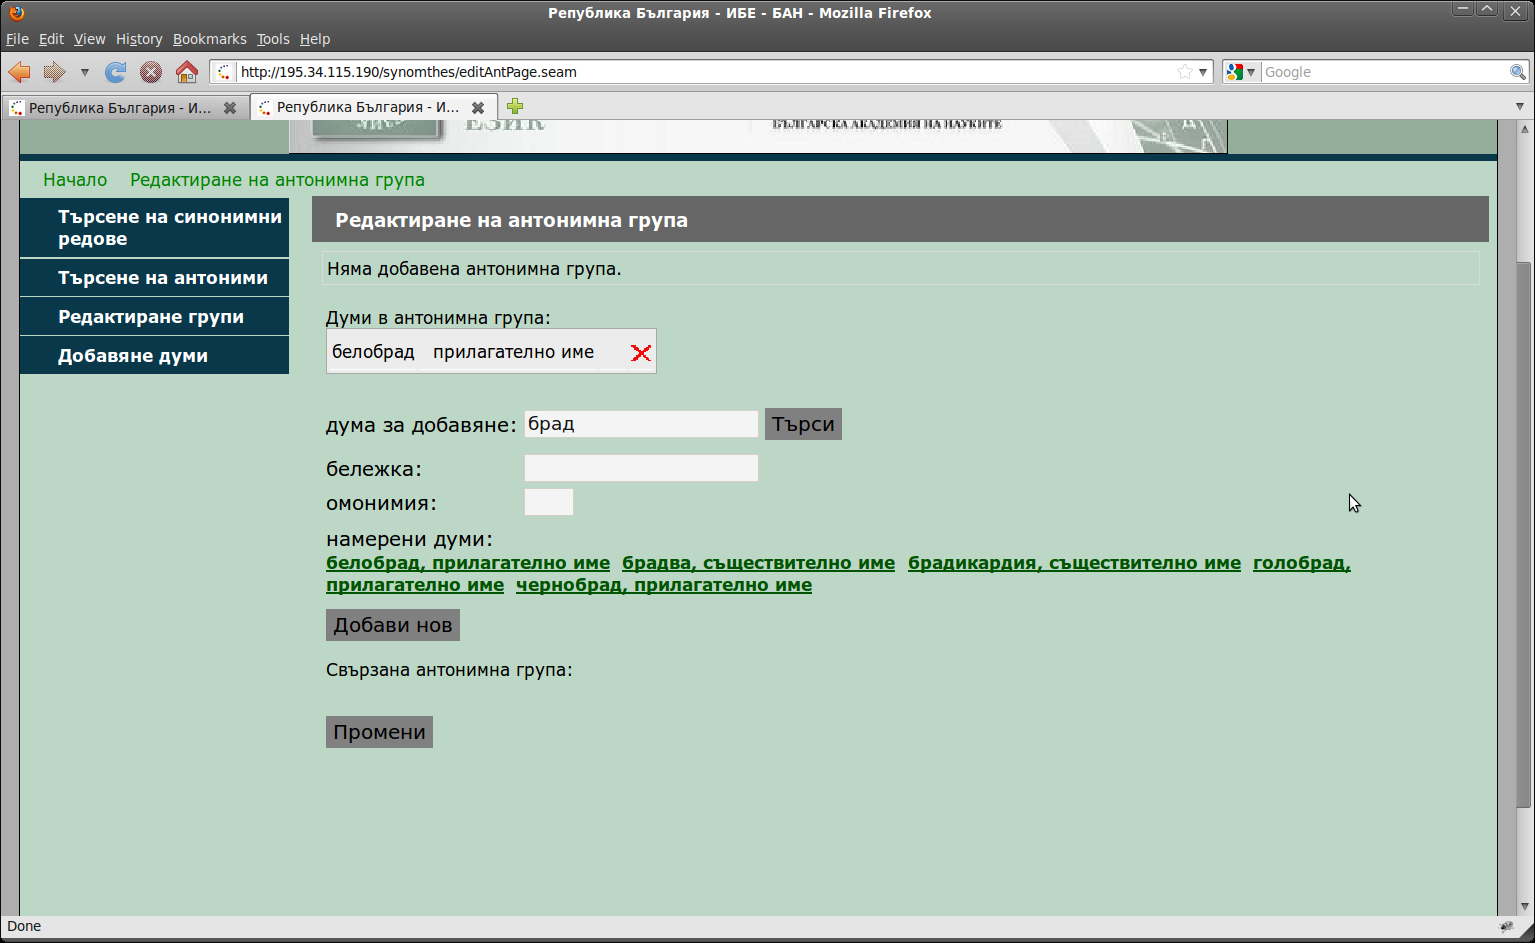 Република България - ИБЕ - БАН - Mozilla Firefox
File Edit View History Bookmarks Tools Help
http://195.34.115.190/synomthes/editAntPage.seam
Google
Република България - И...
Република България - И...
ЕЗИК
БЪЛГАРСКА АКАДЕМИЯ НА НАУКИТЕ
Начало Редактиране на антонимна група
Търсене на синонимни
редове
Търсене на антоними
Редактиране групи
Добавяне думи
Редактиране на антонимна група
Няма добавена антонимна група.
Думи в антонимна група:
белобрад прилагателно име
дума за добавяне: брад Търси
бележка:
омонимия:
намерени думи:
белобрад, прилагателно име брадва, съществително име брадикардия, съществително име голобрад,
прилагателно име чернобрад, прилагателно име
Добави нов
Свързана антонимна група:
Промени
Done